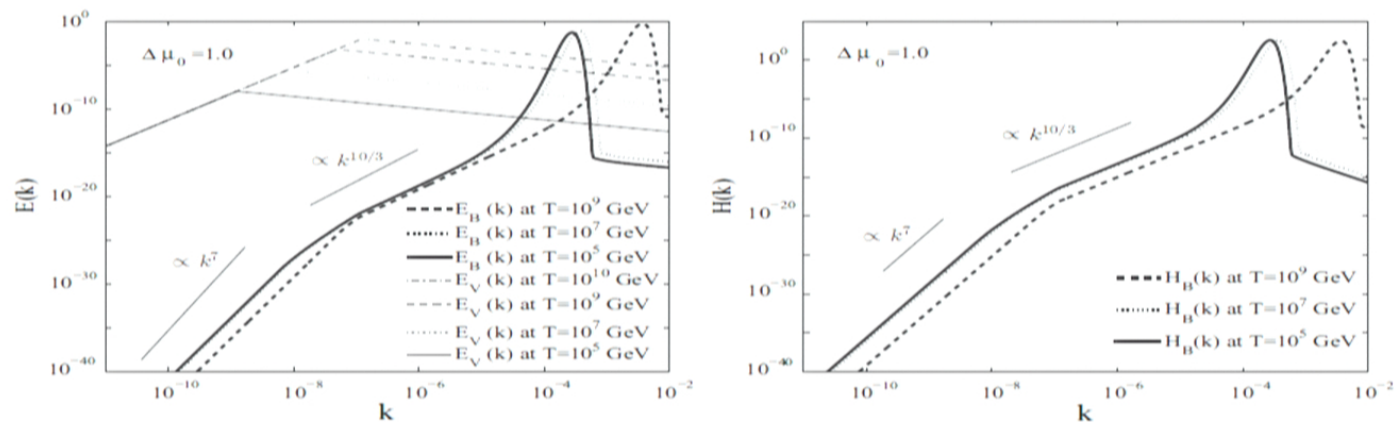 10^0
Δ μ_0 =1.0
10^-10
∝ k^10/3
E(k)
10^-20
E_B (k) at T=10^9 GeV
E_B (k) at T=10^7 GeV
∝ k^7
E_B (k) at T=10^5 GeV
E_V (k) at T=10^10 GeV
10^-30
E_V (k) at T=10^9 GeV
E_V (k) at T=10^7 GeV
E_V (k) at T=10^5 GeV
10^-40
10^-10 10^-8 10^-6 10^-4 10^-2
k
10^0
Δ μ_0 =1.0
10^-10
∝ k^10/3
H(k)
10^-20
∝ k^7
H_B(k) at T=10^9 GeV
10^-30
H_B(k) at T=10^7 GeV
H_B(k) at T=10^5 GeV
10^-40
10^-10 10^-8 10^-6 10^-4 10^-2
k